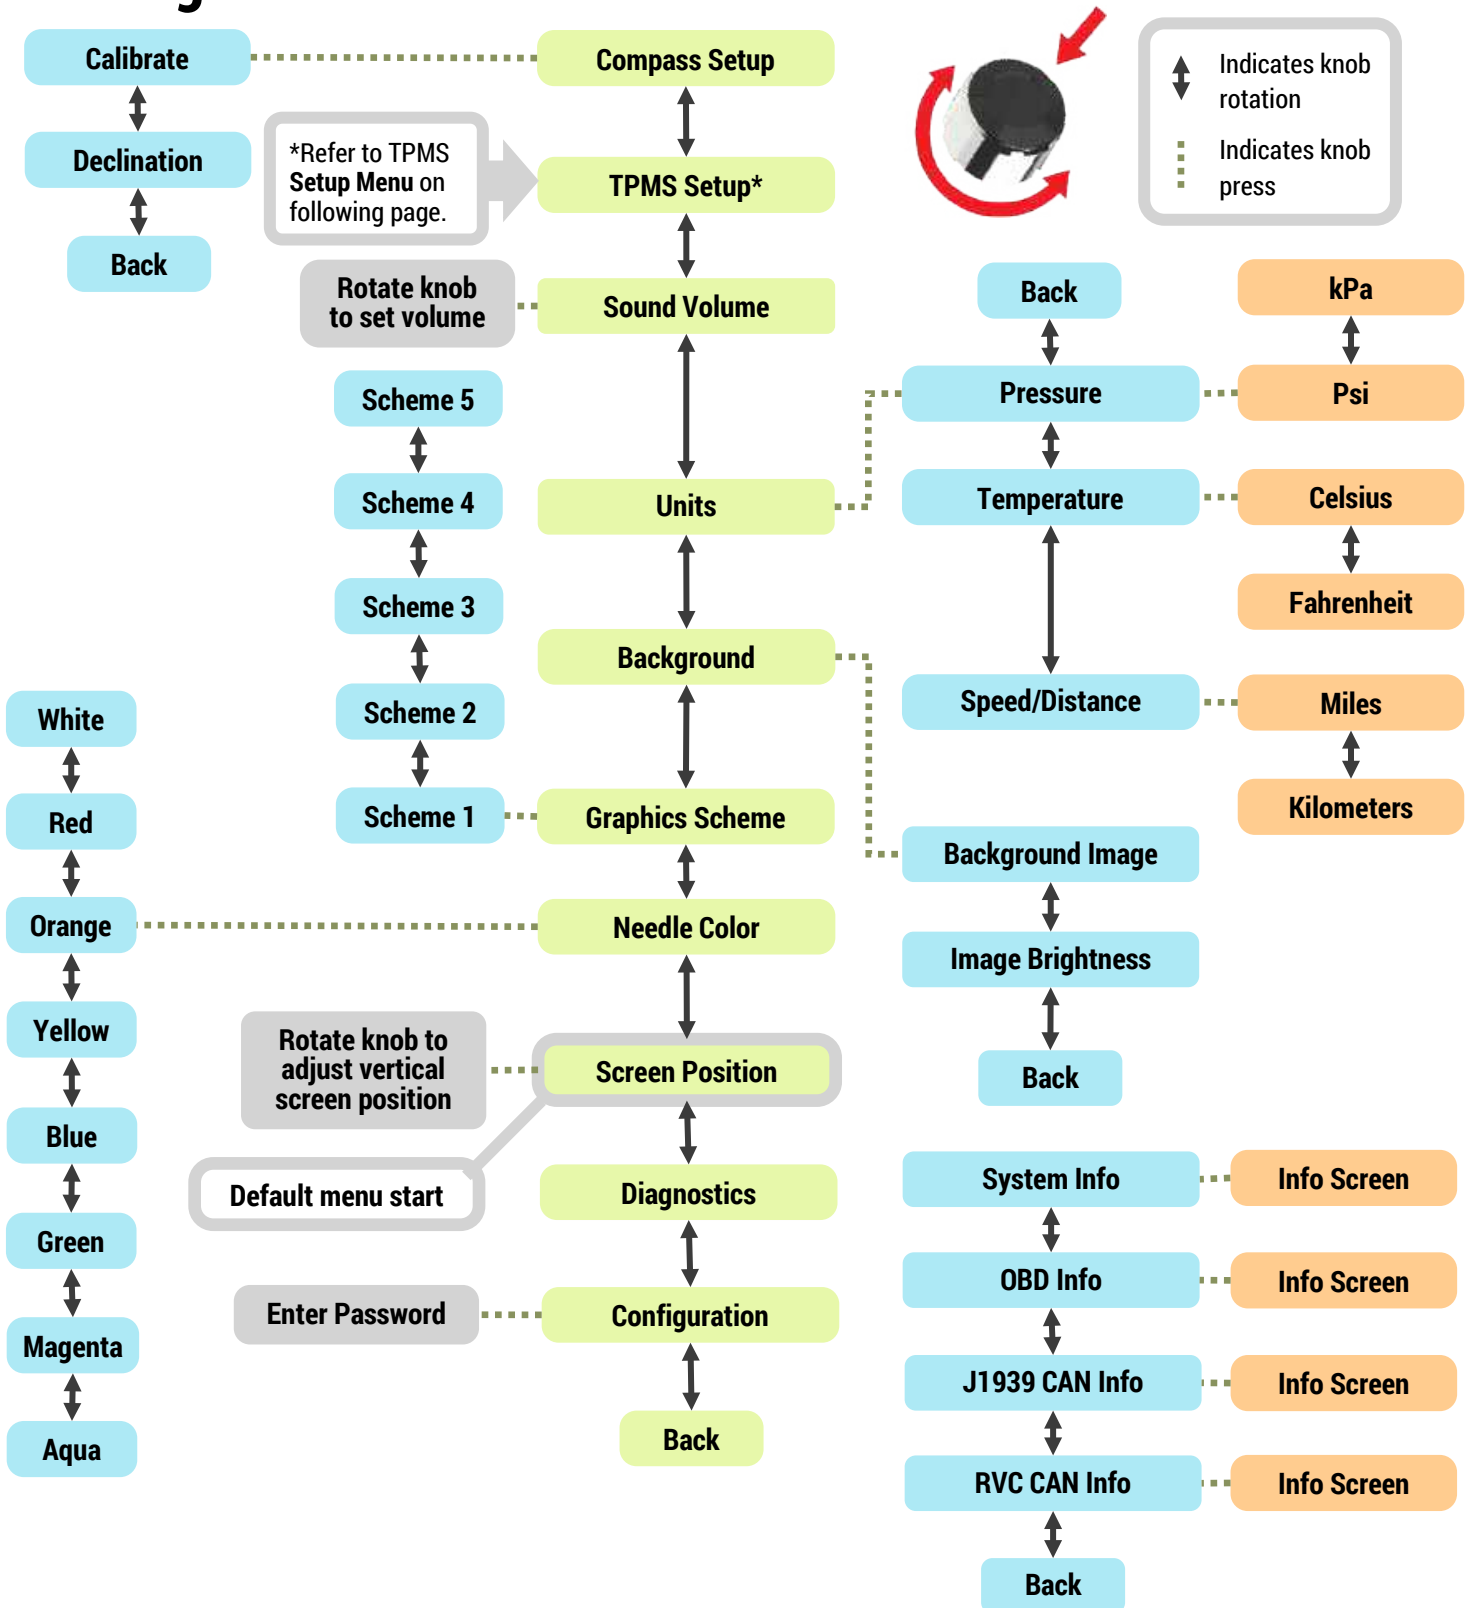 Calibrate
Declination
Back
Compass Setup
*Refer to TPMS
Setup Menu on
following page.
TPMS Setup*
Rotate knob
to set volume
Sound Volume
Indicates knob
rotation
Indicates knob
press
Scheme 5
Scheme 4
Scheme 3
Scheme 2
Scheme 1
Units
Background
Graphics Scheme
Needle Color
White
Red
Orange
Yellow
Blue
Green
Magenta
Aqua
Rotate knob to
adjust vertical
screen position
Screen Position
Default menu start
Diagnostics
Enter Password
Configuration
Back
Back
Pressure
Temperature
Speed/Distance
kPa
Psi
Celsius
Fahrenheit
Miles
Kilometers
Background Image
Image Brightness
Back
System Info
Info Screen
OBD Info
Info Screen
J1939 CAN Info
Info Screen
RVC CAN Info
Info Screen
Back